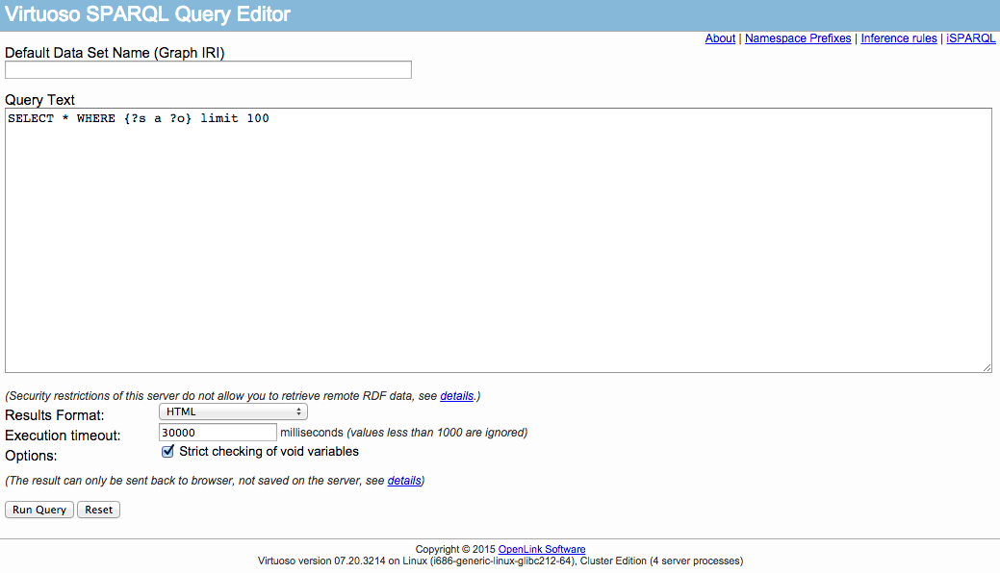 Virtuoso SPARQL Query Editor
About | Namespace Prefixes | Inference rules | iSPARQL
Default Data Set Name (Graph IRI)
Query Text
SELECT * WHERE {?s a ?o} limit 100
(Security restrictions of this server do not allow you to retrieve remote RDF data, see details.)
Results Format: HTML
Execution timeout: 30000 milliseconds (values less than 1000 are ignored)
Options: Strict checking of void variables
(The result can only be sent back to browser, not saved on the server, see details)
Run Query Reset
Copyright © 2015 OpenLink Software
Virtuoso version 07.20.3214 on Linux (i686-generic-linux-glibc212-64), Cluster Edition (4 server processes)